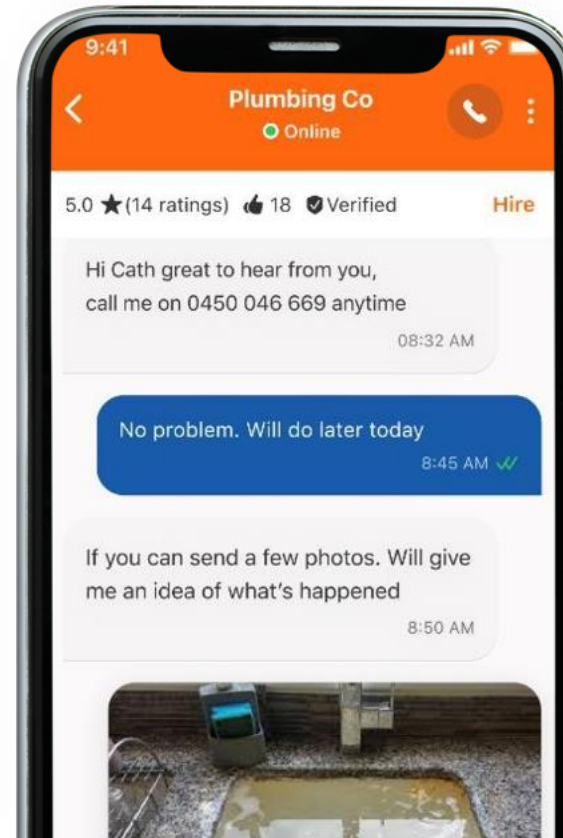 9:41
Plumbing Co
Online
5.0 ★ (14 ratings) 18 Verified Hire
Hi Cath great to hear from you,
call me on 0450 046 669 anytime
08:32 AM
No problem. Will do later today
8:45 AM
If you can send a few photos. Will give
me an idea of what's happened
8:50 AM